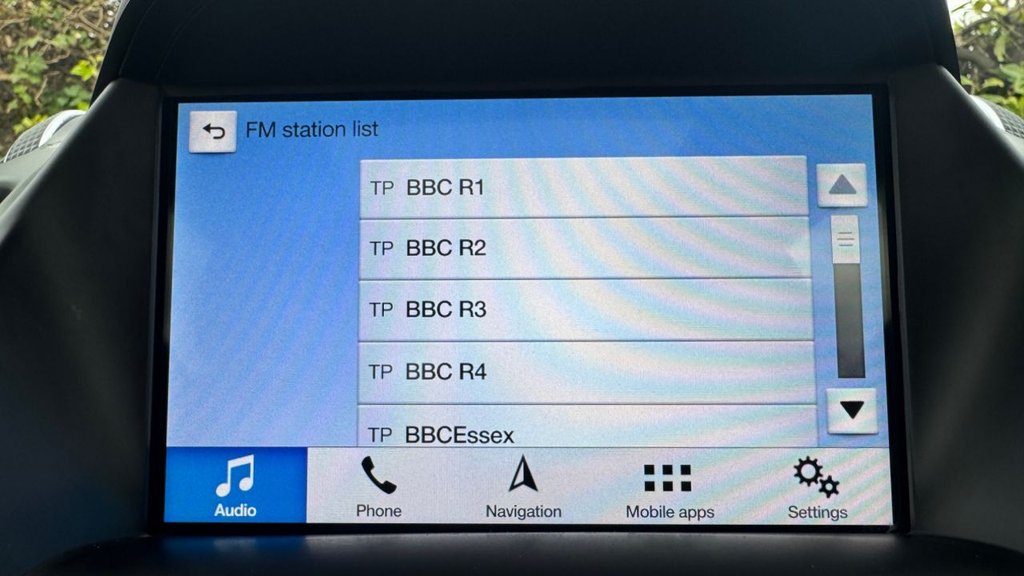 FM station list
TP BBC R1
TP BBC R2
TP BBC R3
TP BBC R4
TP BBCEssex
Audio Phone Navigation Mobile apps Settings